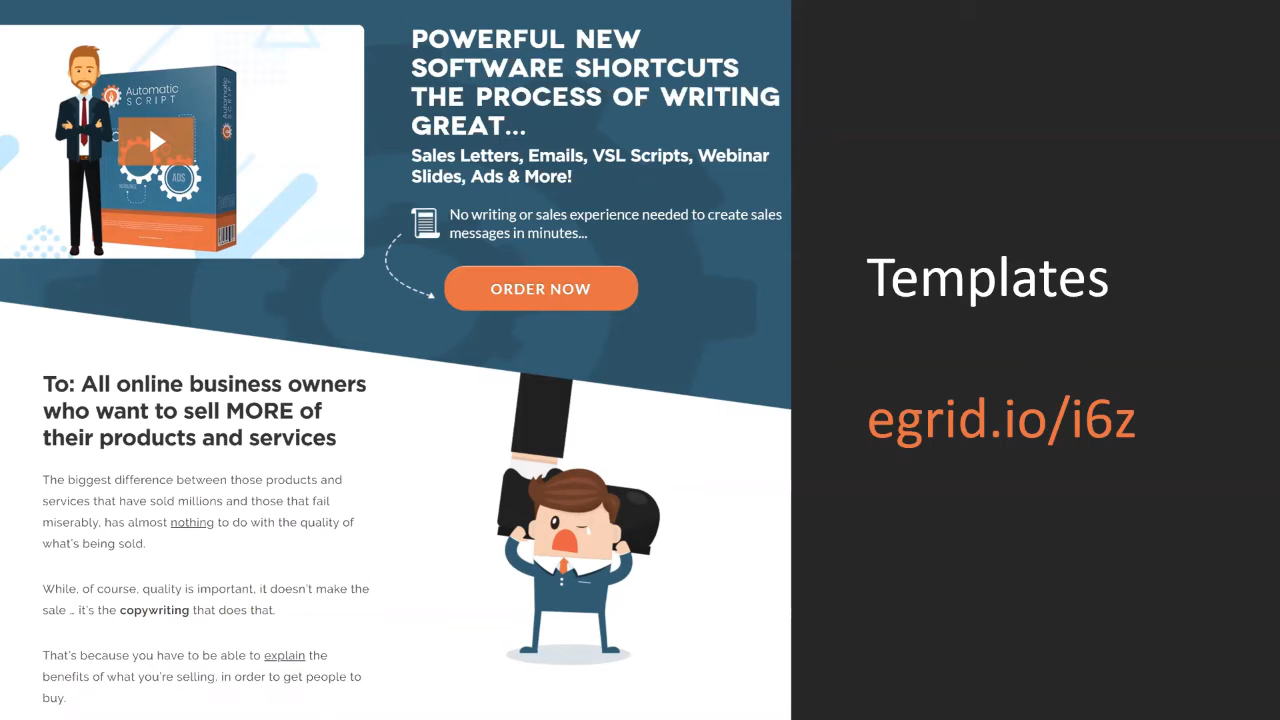 Automatic
SCRIPT
Automatic
SCRIPT
ADS
POWERFUL NEW
SOFTWARE SHORTCUTS
THE PROCESS OF WRITING
GREAT...
Sales Letters, Emails, VSL Scripts, Webinar
Slides, Ads & More!
No writing or sales experience needed to create sales
messages in minutes...
ORDER NOW
To: All online business owners
who want to sell MORE of
their products and services
The biggest difference between those products and
services that have sold millions and those that fail
miserably, has almost nothing to do with the quality of
what's being sold.
While, of course, quality is important, it doesn't make the
sale … it's the copywriting that does that.
That's because you have to be able to explain the
benefits of what you're selling, in order to get people to
buy.
Templates
egrid.io/i6z